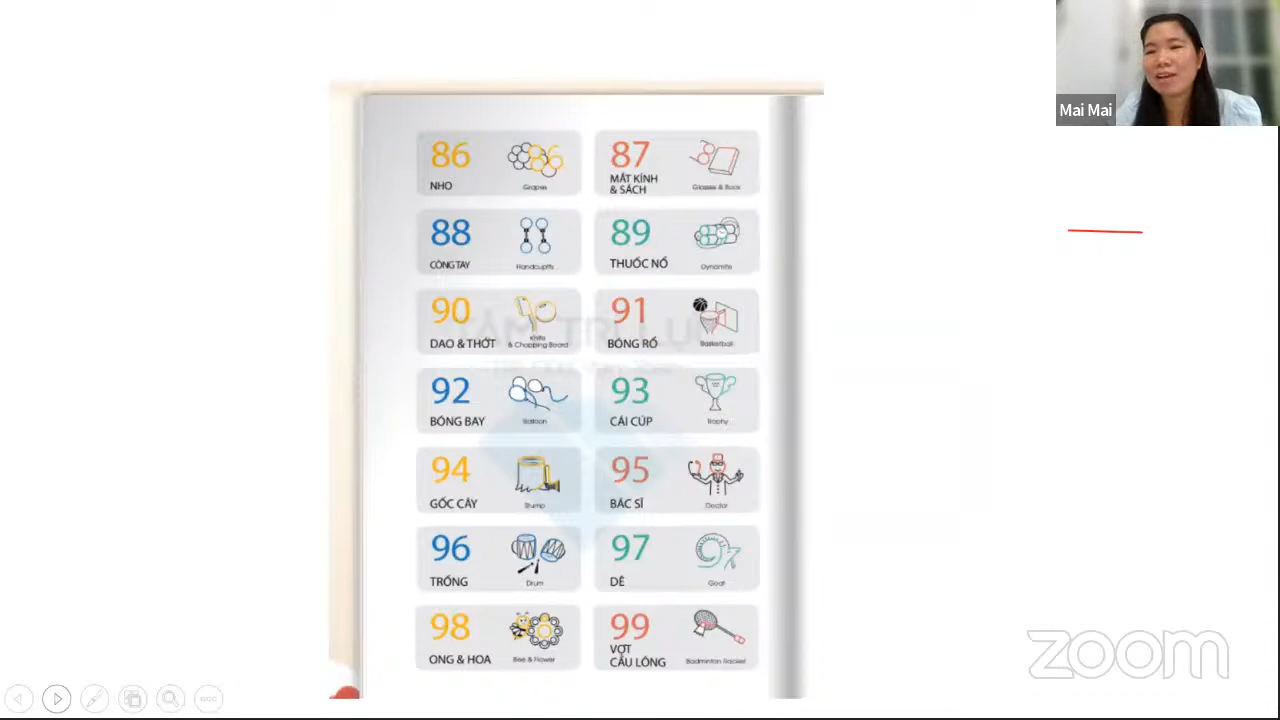 Mai Mai
86
NHO
Grapes
87
MẮT KÍNH
& SÁCH
Glasses & Book
88
CÒNG TAY
Handcuffs
89
THUỐC NỔ
Dynamite
90
DAO & THỚT
Knife
& Chopping Board
91
BÓNG RỔ
Basketball
92
BÓNG BAY
Balloon
93
CÁI CÚP
Trophy
94
GỐC CÂY
Stump
95
BÁC SĨ
Doctor
96
TRỐNG
Drum
97
DÊ
Goat
98
ONG & HOA
Bee & Flower
99
VỢT
CẦU LÔNG
Badminton Racket
zoom